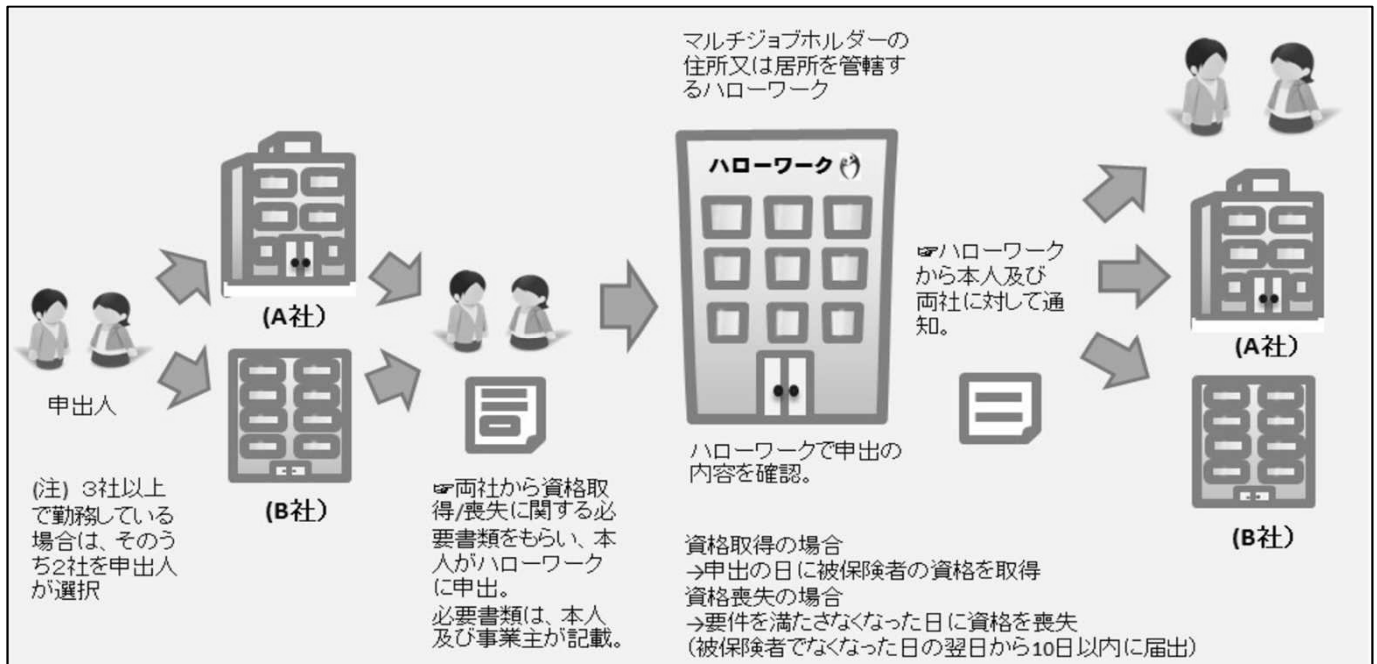 申出人
(注) 3社以上
で勤務している
場合は、そのう
ち2社を申出人
が選択
(A社)
(B社)
☞両社から資格取
得/喪失に関する必
要書類をもらい、本
人がハローワーク
に申出。
必要書類は、本人
及び事業主が記載。
マルチジョブホルダーの
住所又は居所を管轄す
るハローワーク
ハローワーク
ハローワークで申出の
内容を確認。
資格取得の場合
→申出の日に被保険者の資格を取得
資格喪失の場合
→要件を満たさなくなった日に資格を喪失
(被保険者でなくなった日の翌日から10日以内に届出)
☞ハローワーク
から本人及び
両社に対して通
知。
(A社)
(B社)